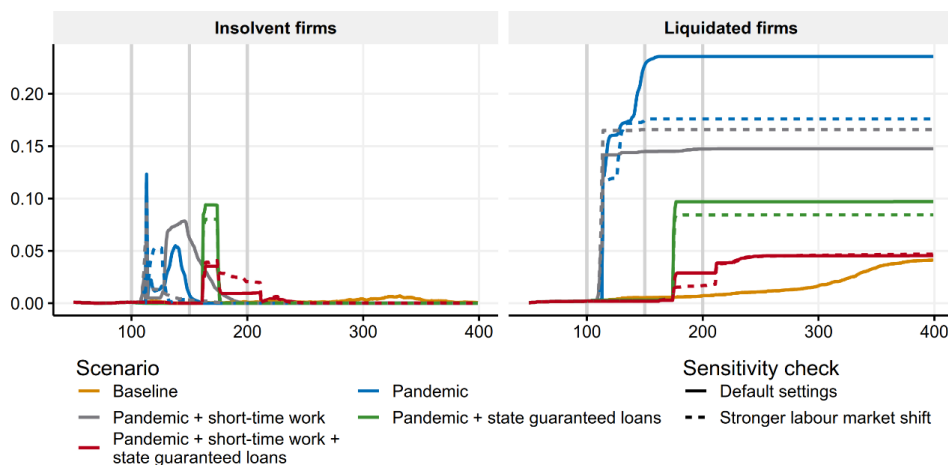 Insolvent firms
Liquidated firms
0.20
0.15
0.10
0.05
0.00
100 200 300 400
100 200 300 400
Scenario
Baseline
Pandemic
Pandemic + short-time work
Pandemic + state guaranteed loans
Pandemic + short-time work +
state guaranteed loans
Sensitivity check
Default settings
Stronger labour market shift